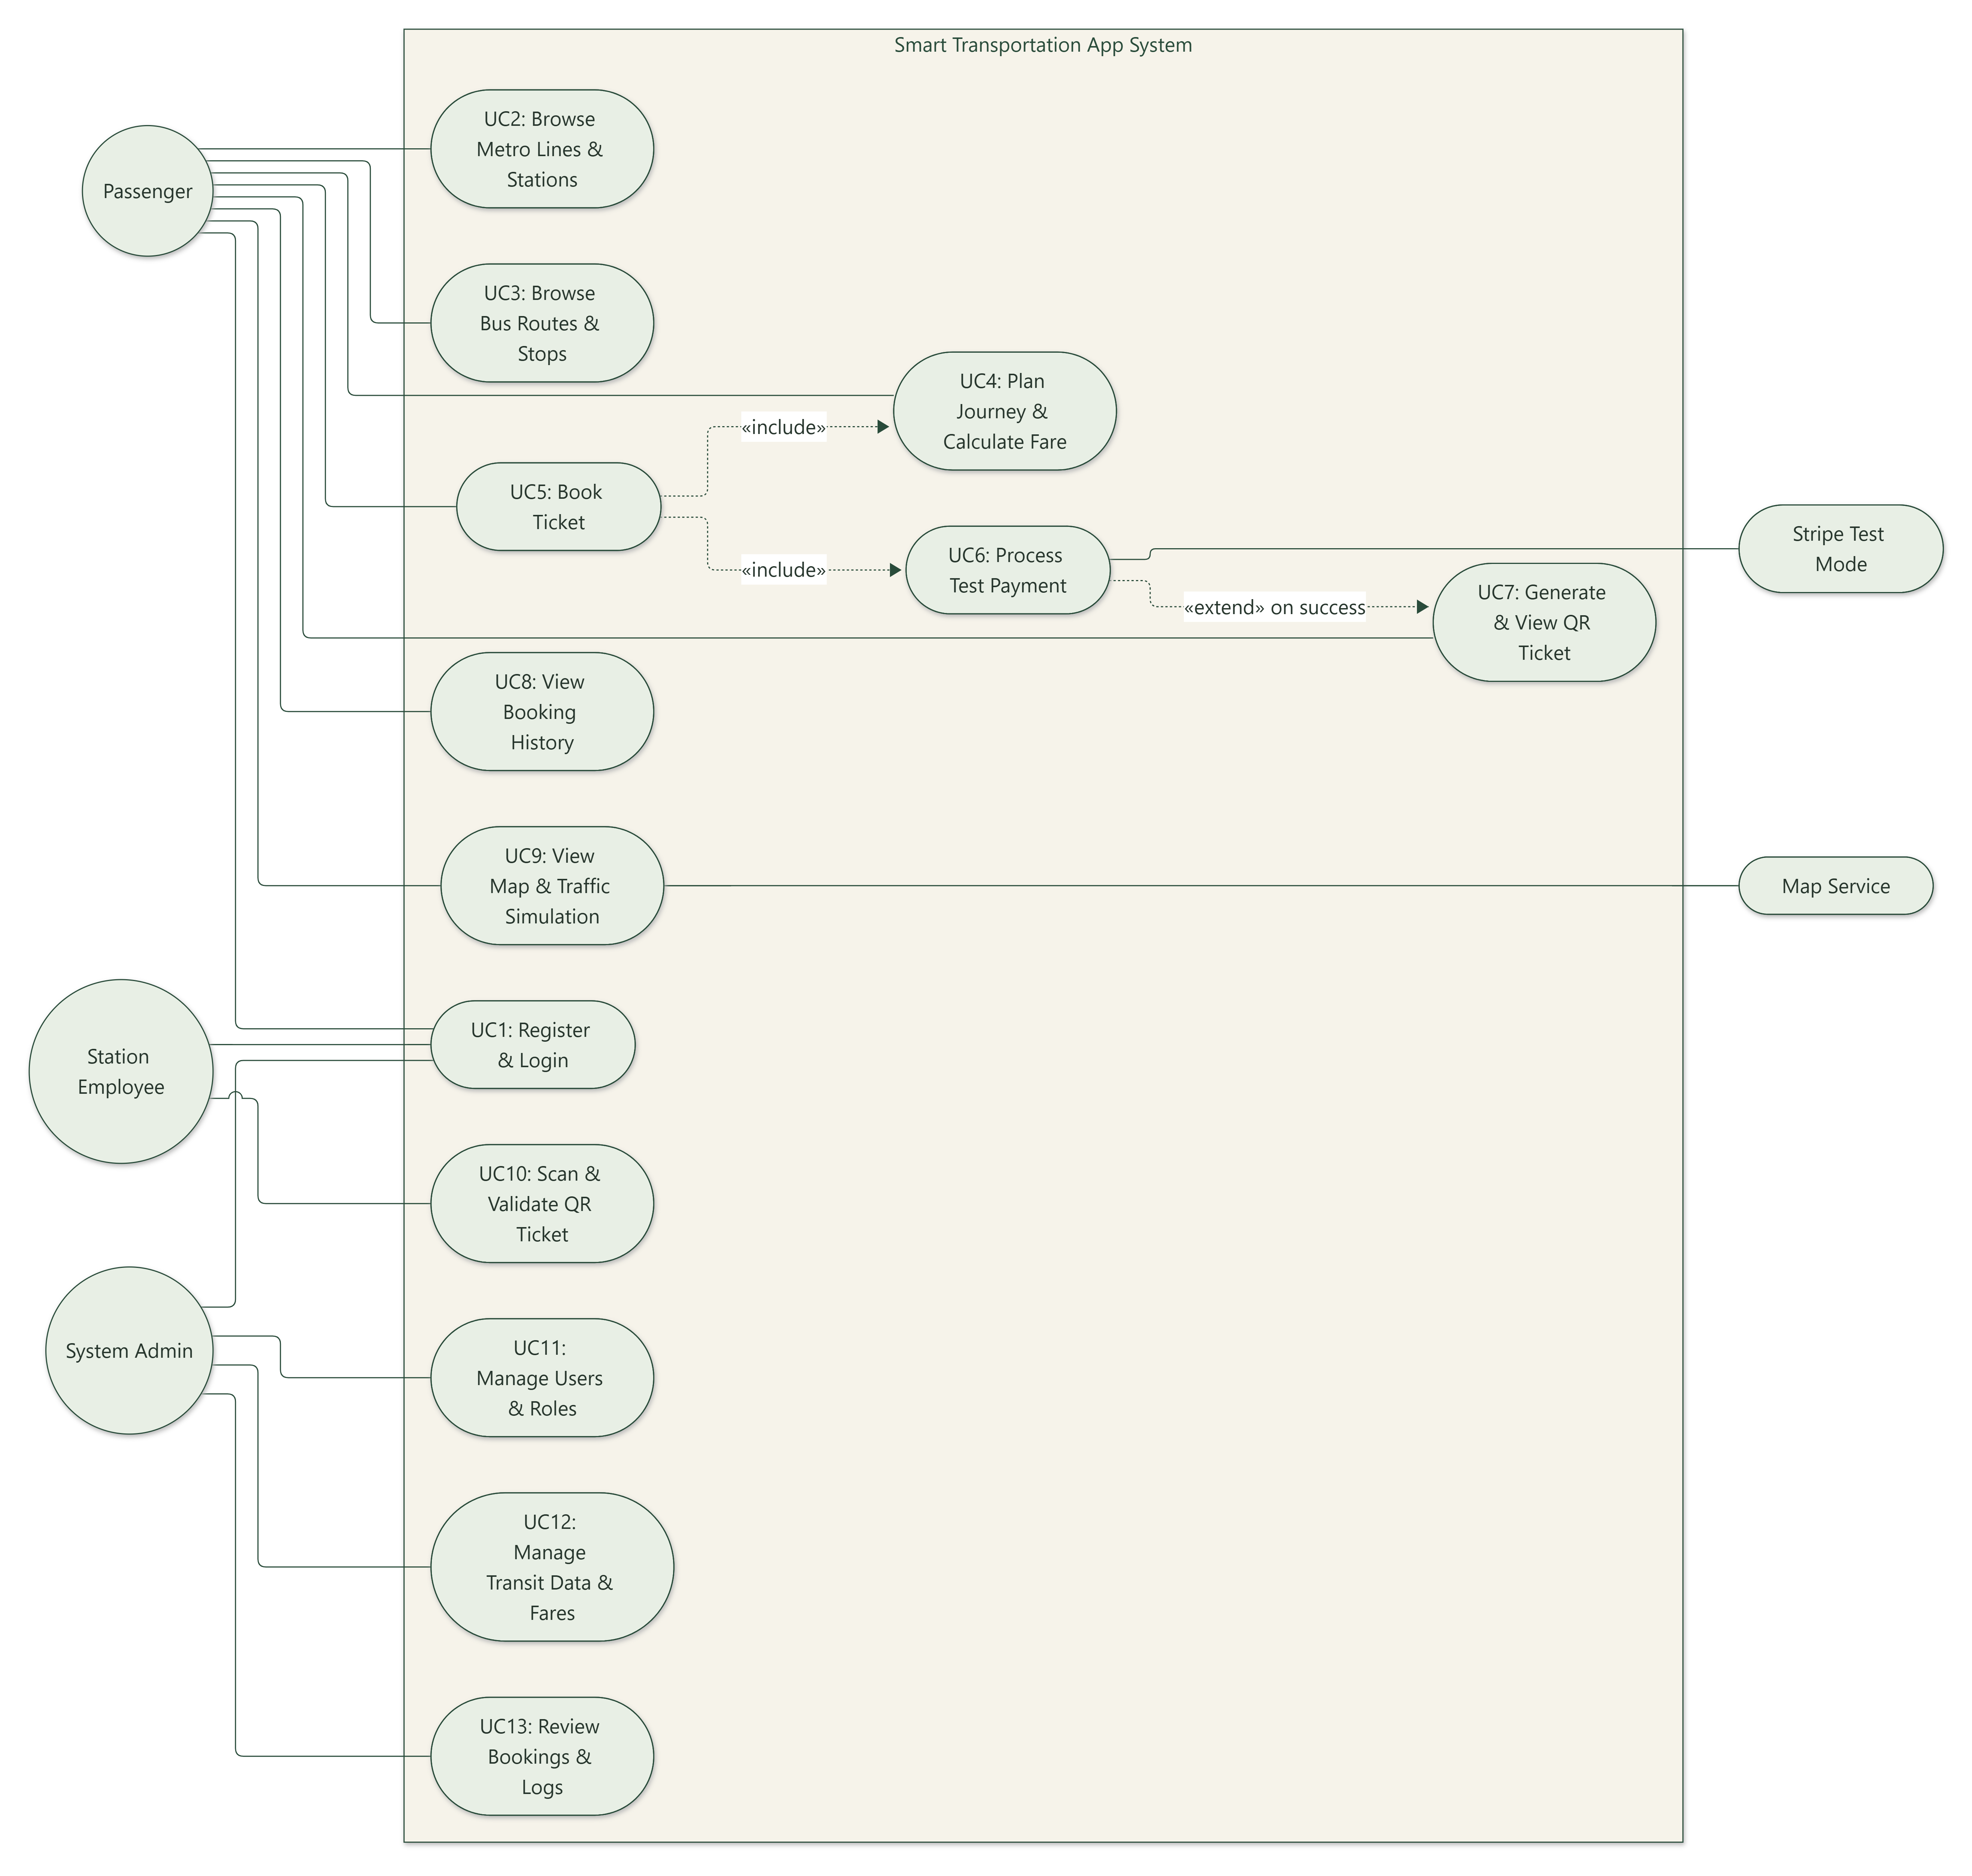 Smart Transportation App System
UC2: Browse
Metro Lines &
Stations
Passenger
UC3: Browse
Bus Routes &
Stops
UC4: Plan
Journey &
Calculate Fare
«include»
UC5: Book
Ticket
«include»
UC6: Process
Test Payment
Stripe Test
Mode
«extend» on success
UC7: Generate
& View QR
Ticket
UC8: View
Booking
History
UC9: View
Map & Traffic
Simulation
Map Service
UC1: Register
& Login
Station
Employee
UC10: Scan &
Validate QR
Ticket
System Admin
UC11:
Manage Users
& Roles
UC12:
Manage
Transit Data &
Fares
UC13: Review
Bookings &
Logs